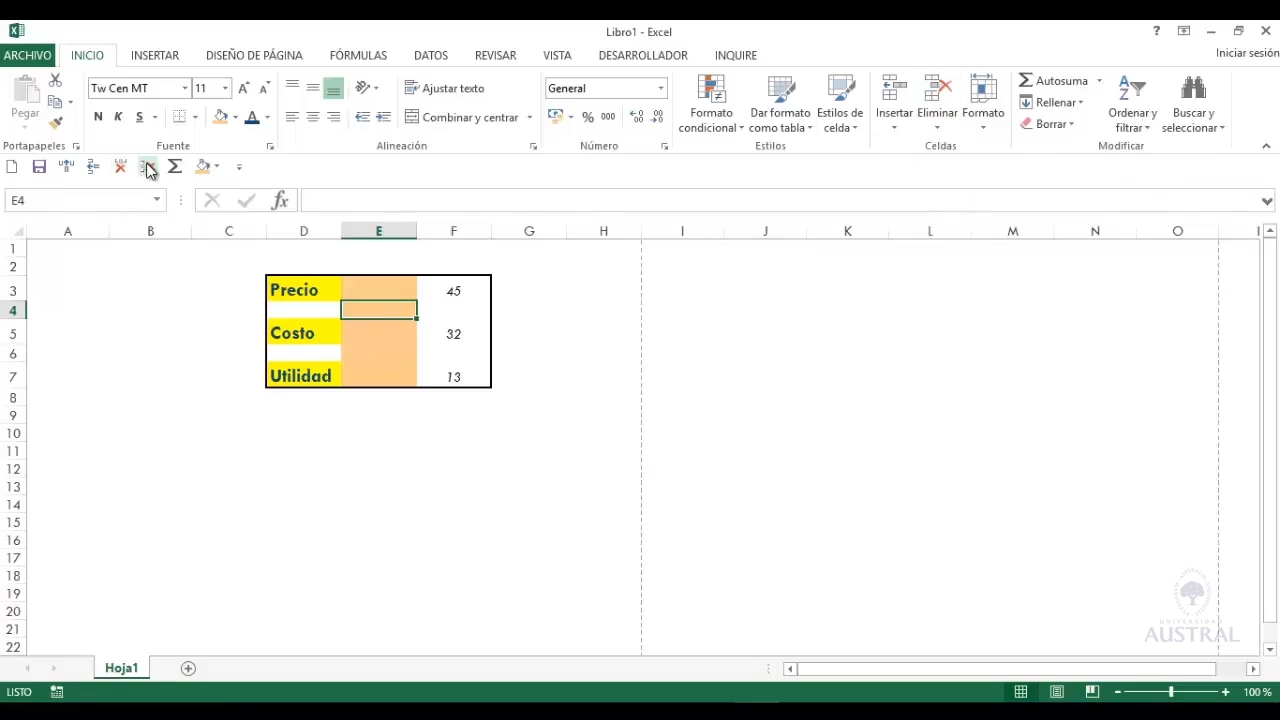 Libro1 - Excel
ARCHIVO INICIO INSERTAR DISEÑO DE PÁGINA FÓRMULAS DATOS REVISAR VISTA DESARROLLADOR INQUIRE Iniciar sesión
Pegar
Portapapeles
Tw Cen MT 11
N K S
Fuente
Ajustar texto
Combinar y centrar
Alineación
General
% 000
Número
Formato condicional
Dar formato como tabla
Estilos de celda
Estilos
Insertar
Eliminar
Formato
Celdas
Autosuma
Rellenar
Borrar
Ordenar y filtrar
Buscar y seleccionar
Modificar
E4
fx
A B C D E F G H I J K L M N O
1
2
3 Precio 45
4
5 Costo 32
6
7 Utilidad 13
8
9
10
11
12
13
14
15
16
17
18
19
20
21
22
UNIVERSIDAD
AUSTRAL
Hoja1
LISTO 100 %